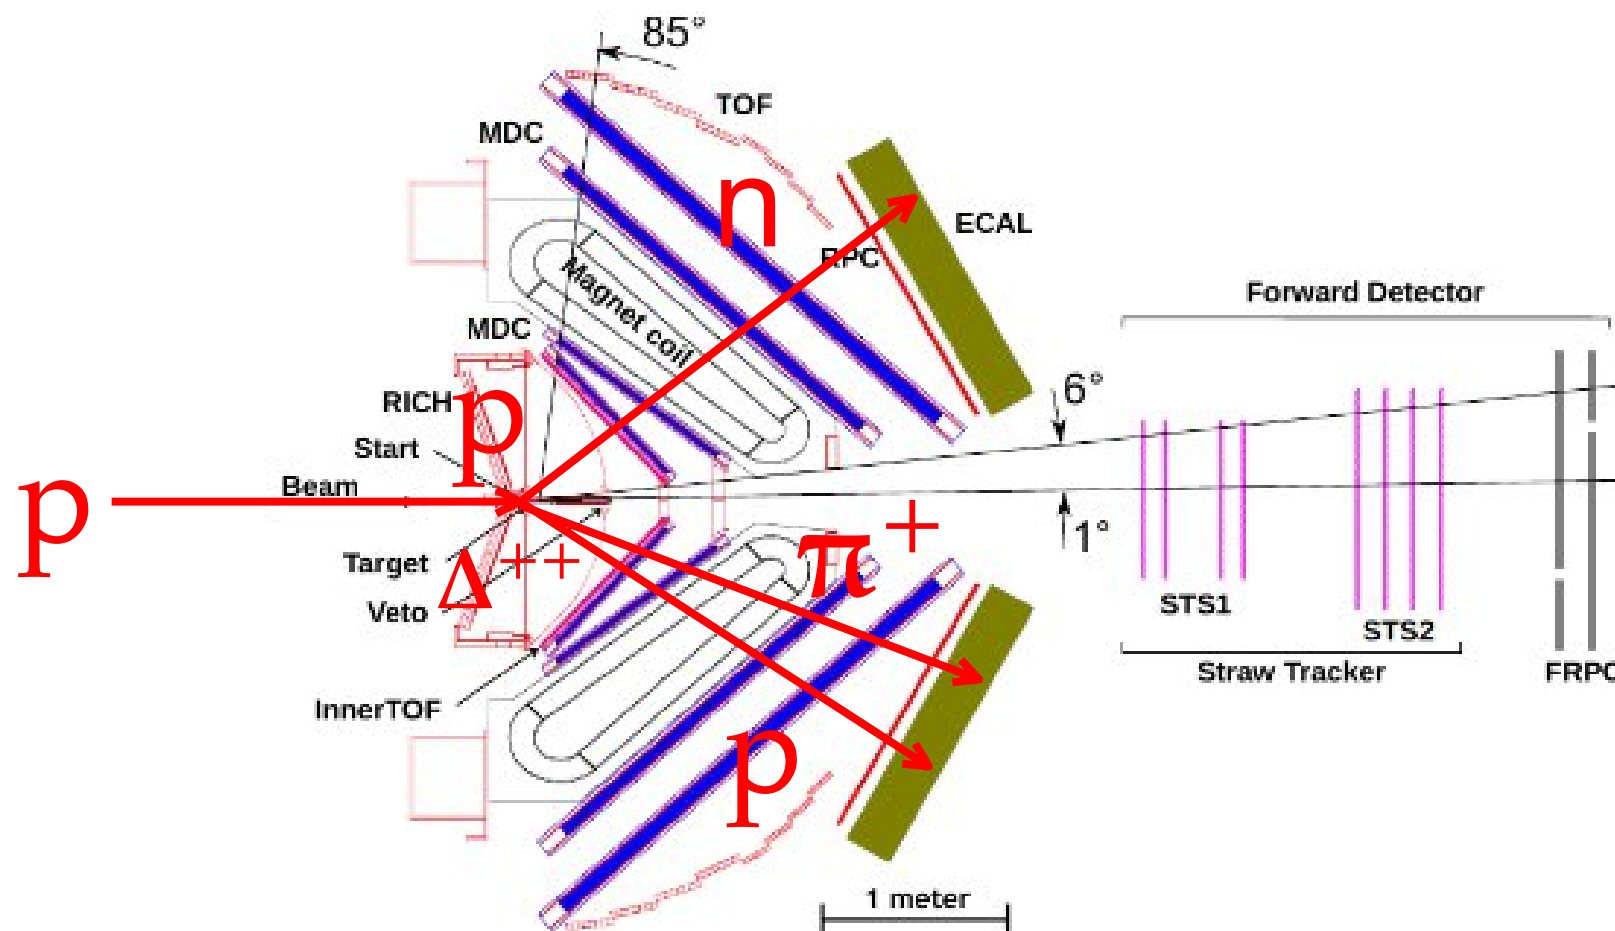 85°
TOF
MDC
n
ECAL
RPC
Magnet coil
Forward Detector
MDC
6°
RICH
p
Start
Beam
p
π⁺
1°
Target
Δ⁺⁺
Veto
STS1
STS2
Straw Tracker
FRPC
InnerTOF
p
1 meter